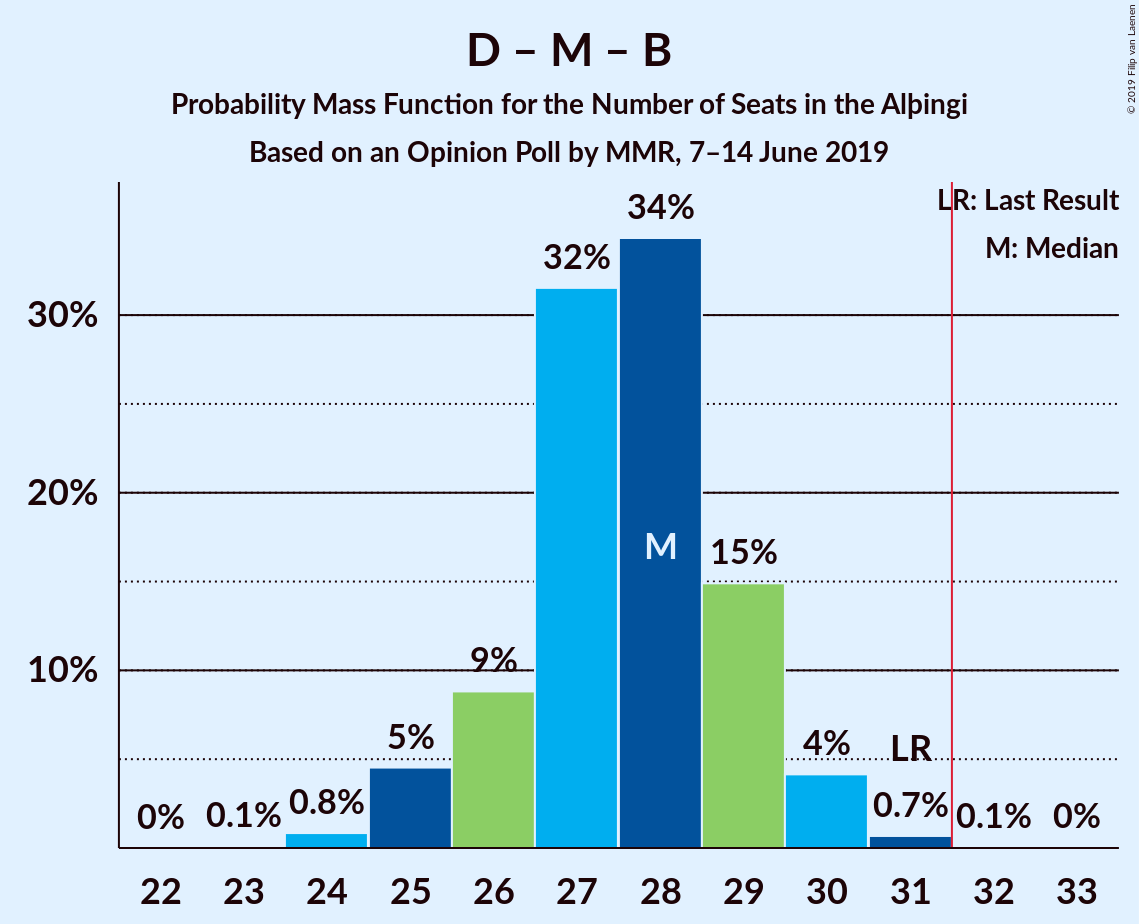 D – M – B
Probability Mass Function for the Number of Seats in the Alþingi
Based on an Opinion Poll by MMR, 7–14 June 2019
© 2019 Filip van Laenen
LR: Last Result
M: Median
30%
20%
10%
0%
0.1%
0.8%
5%
9%
32%
34%
M
15%
4%
LR
0.7%
0.1%
0%
22 23 24 25 26 27 28 29 30 31 32 33